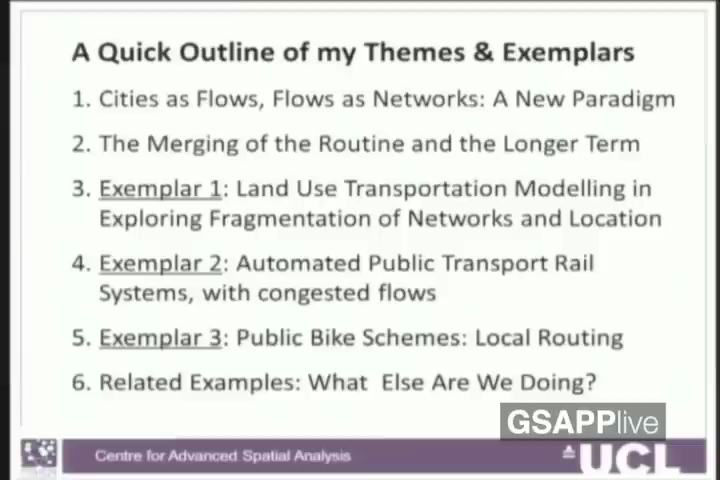 A Quick Outline of my Themes & Exemplars
1. Cities as Flows, Flows as Networks: A New Paradigm
2. The Merging of the Routine and the Longer Term
3. Exemplar 1: Land Use Transportation Modelling in
Exploring Fragmentation of Networks and Location
4. Exemplar 2: Automated Public Transport Rail
Systems, with congested flows
5. Exemplar 3: Public Bike Schemes: Local Routing
6. Related Examples: What Else Are We Doing?
GSAPPlive
Centre for Advanced Spatial Analysis
UCL